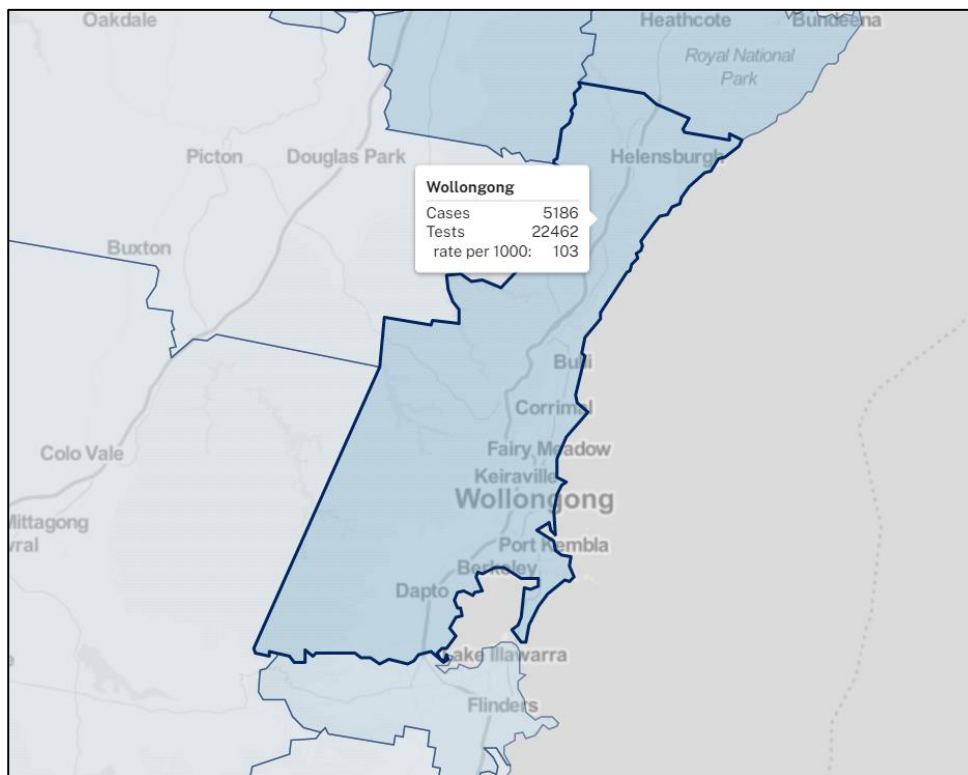 Oakdale
Heathcote
Bundeena
Royal National
Park
Picton
Douglas Park
Helensburgh
Wollongong
Cases 5186
Tests 22462
rate per 1000: 103
Buxton
Bulli
Corrimal
Colo Vale
Fairy Meadow
Keiraville
Wollongong
Mittagong
wral
Port Kembla
Berkeley
Dapto
Lake Illawarra
Flinders